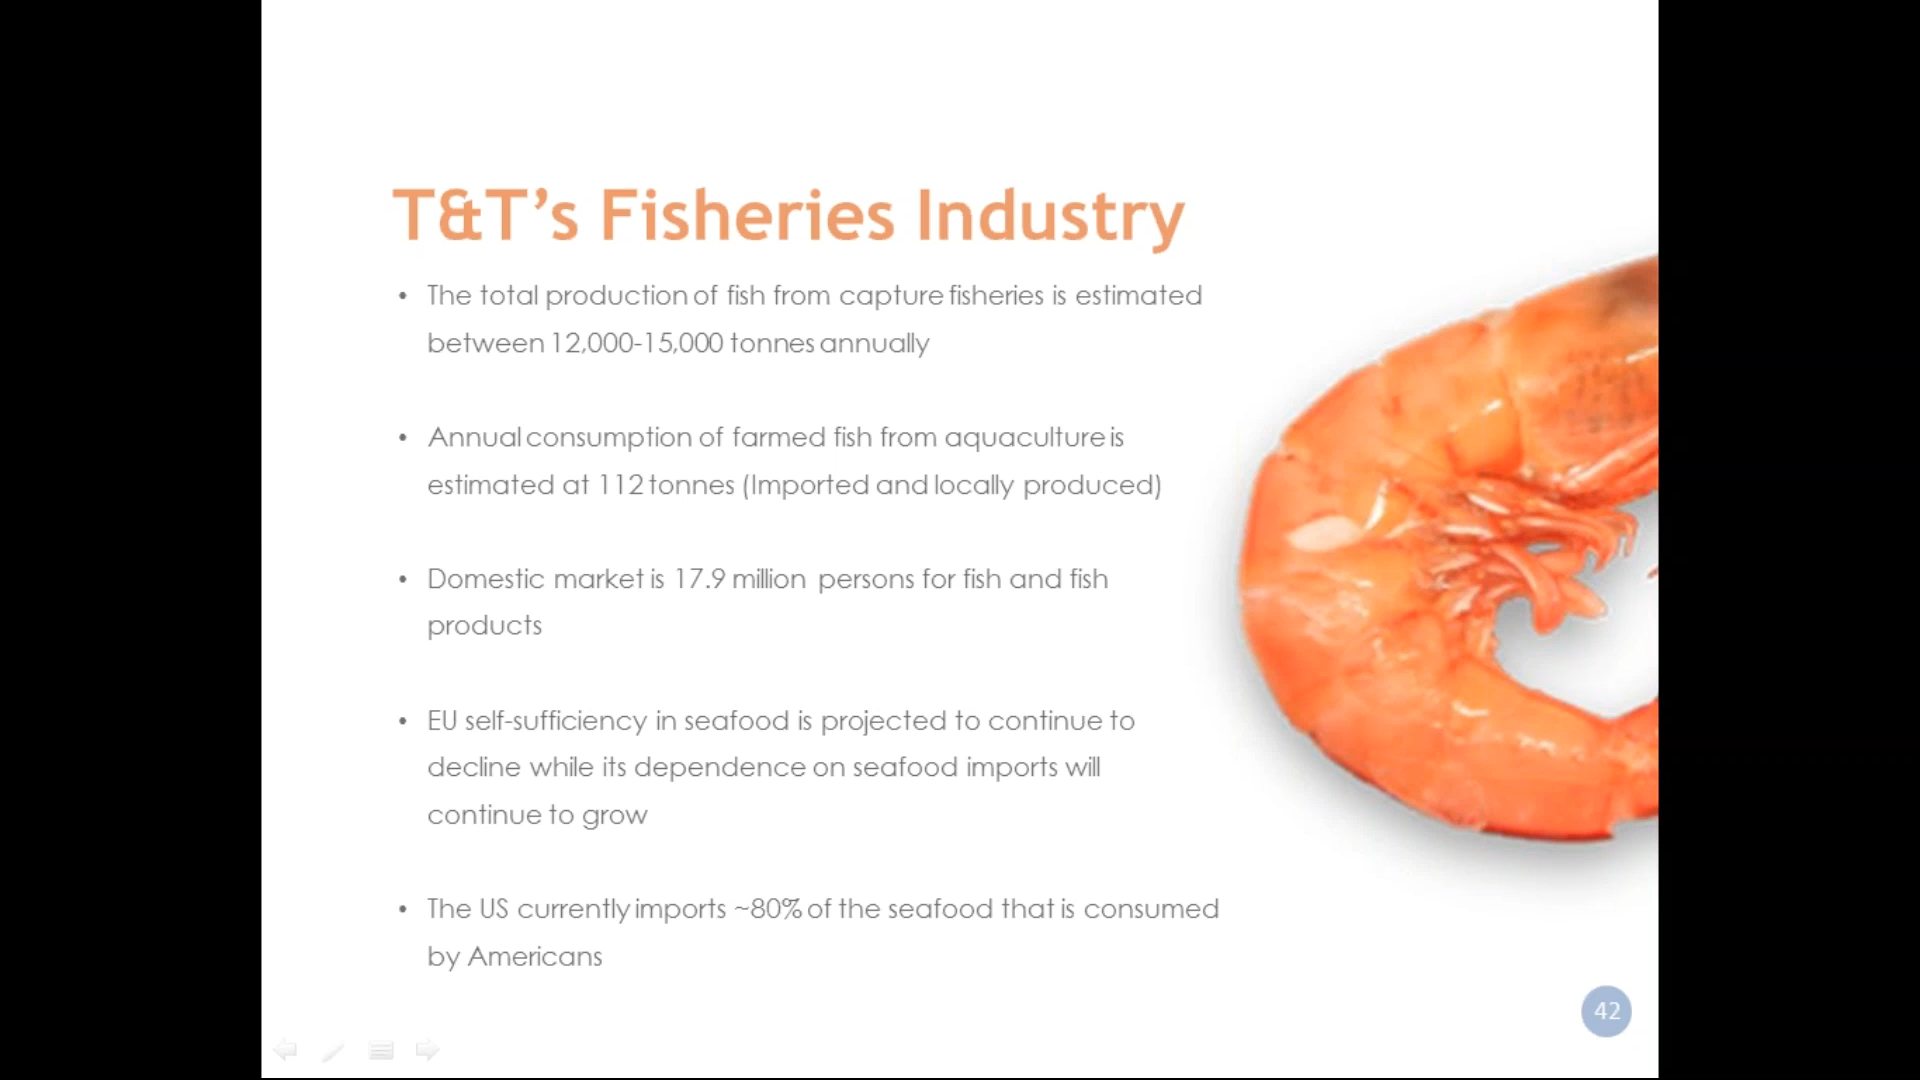 T&T’s Fisheries Industry
• The total production of fish from capture fisheries is estimated
between 12,000-15,000 tonnes annually
• Annual consumption of farmed fish from aquaculture is
estimated at 112 tonnes (Imported and locally produced)
• Domestic market is 17.9 million persons for fish and fish
products
• EU self-sufficiency in seafood is projected to continue to
decline while its dependence on seafood imports will
continue to grow
• The US currently imports ~80% of the seafood that is consumed
by Americans
42